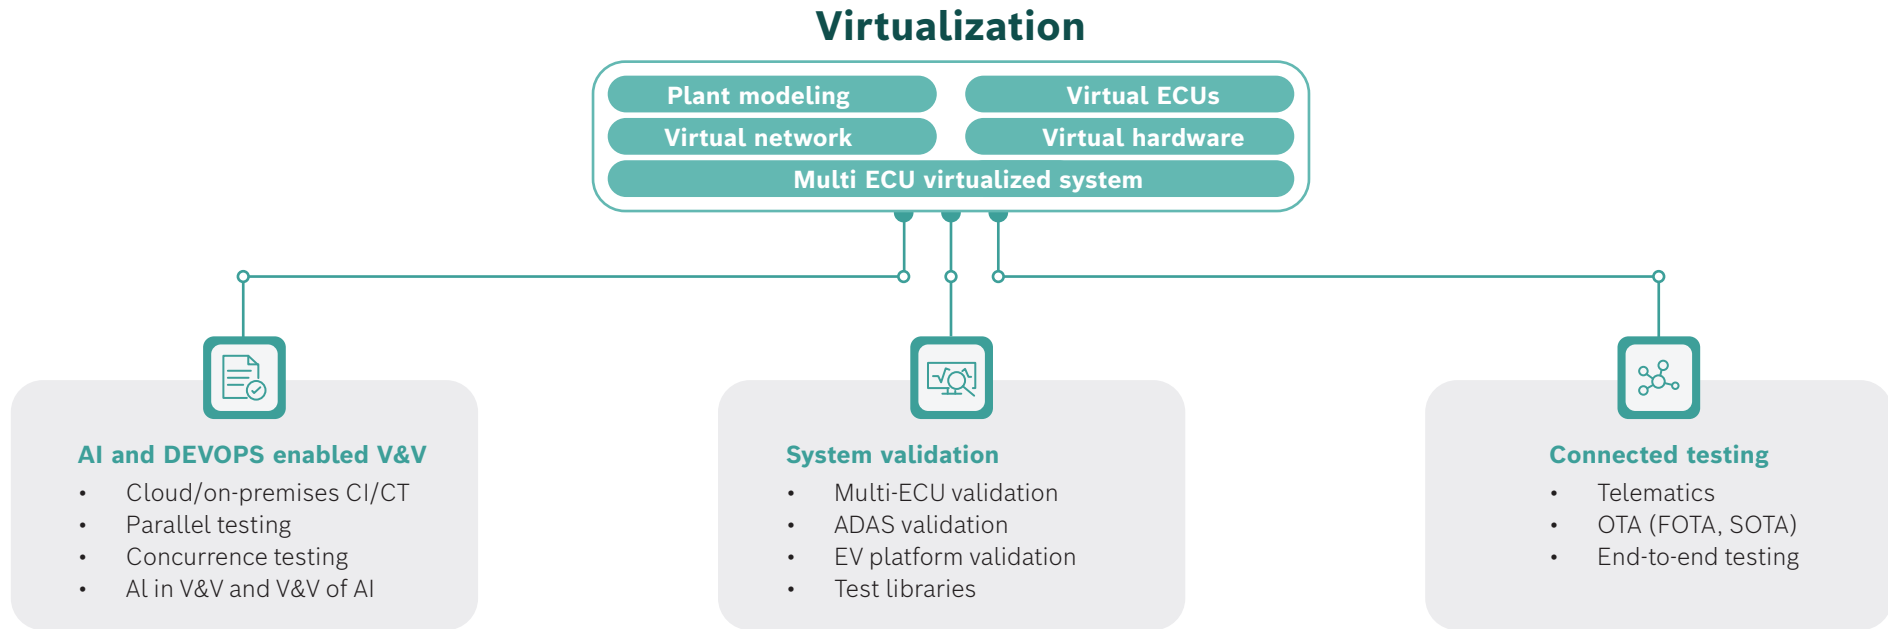 Virtualization
Plant modeling
Virtual ECUs
Virtual network
Virtual hardware
Multi ECU virtualized system
AI and DEVOPS enabled V&V
• Cloud/on-premises CI/CT
• Parallel testing
• Concurrence testing
• Al in V&V and V&V of AI
System validation
• Multi-ECU validation
• ADAS validation
• EV platform validation
• Test libraries
Connected testing
• Telematics
• OTA (FOTA, SOTA)
• End-to-end testing